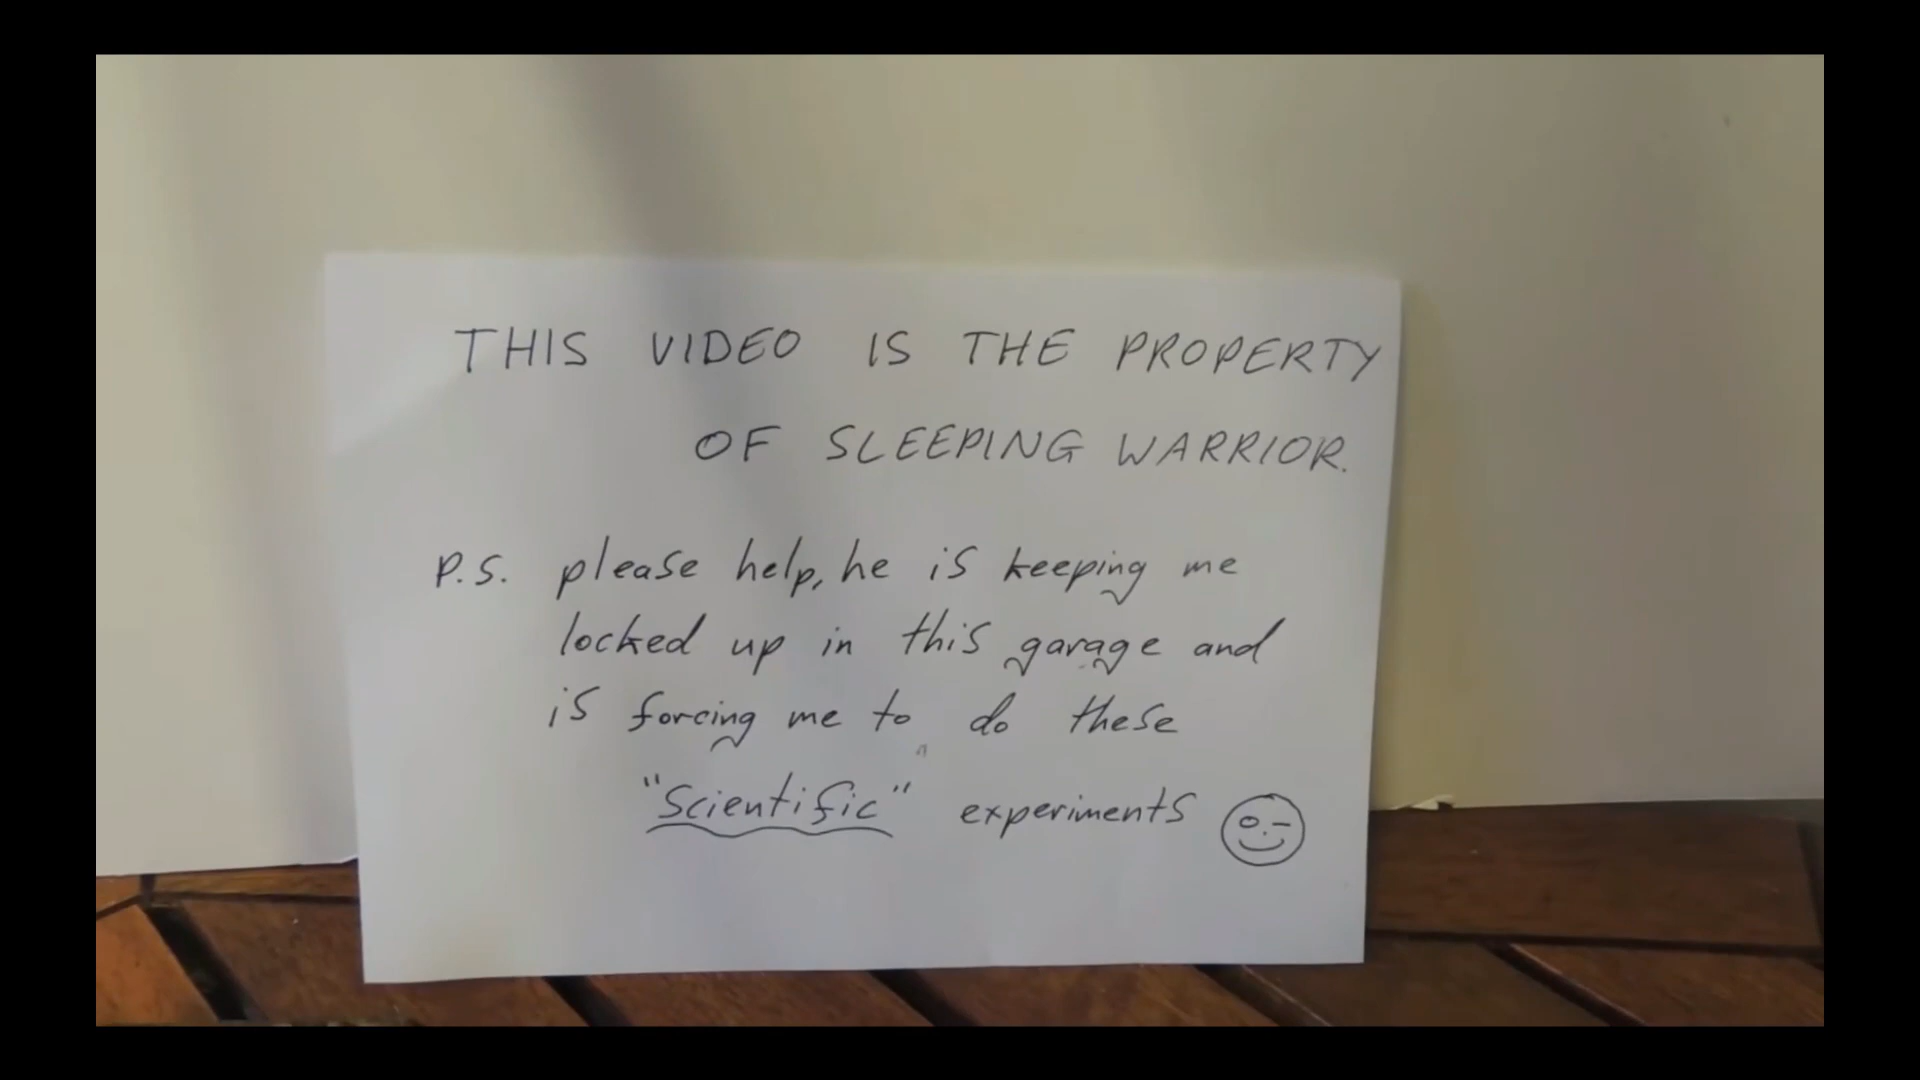 THIS VIDEO IS THE PROPERTY
OF SLEEPING WARRIOR.
P.S. please help, he is keeping me
locked up in this garage and
is forcing me to do these
"Scientific" experiments